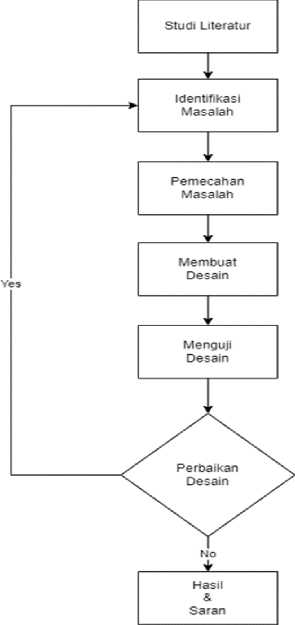 Studi Literatur
Identifikasi
Masalah
Pemecahan
Masalah
Membuat
Desain
Yes
Menguji
Desain
Perbaikan
Desain
No
Hasil
&
Saran